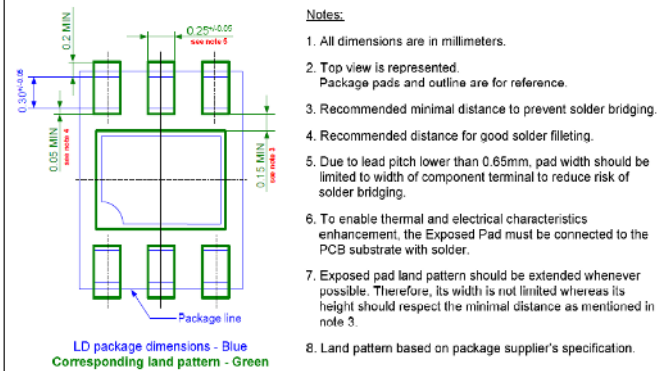 0.2 MIN
0.25+/-0.05
see note 5
0.30+/-0.05
0.05 MIN
see note 4
0.15 MIN
see note 3
Package line
LD package dimensions - Blue
Corresponding land pattern - Green
Notes:
1. All dimensions are in millimeters.
2. Top view is represented.
Package pads and outline are for reference.
3. Recommended minimal distance to prevent solder bridging.
4. Recommended distance for good solder filleting.
5. Due to lead pitch lower than 0.65mm, pad width should be
limited to width of component terminal to reduce risk of
solder bridging.
6. To enable thermal and electrical characteristics
enhancement, the Exposed Pad must be connected to the
PCB substrate with solder.
7. Exposed pad land pattern should be extended whenever
possible. Therefore, its width is not limited whereas its
height should respect the minimal distance as mentioned in
note 3.
8. Land pattern based on package supplier's specification.